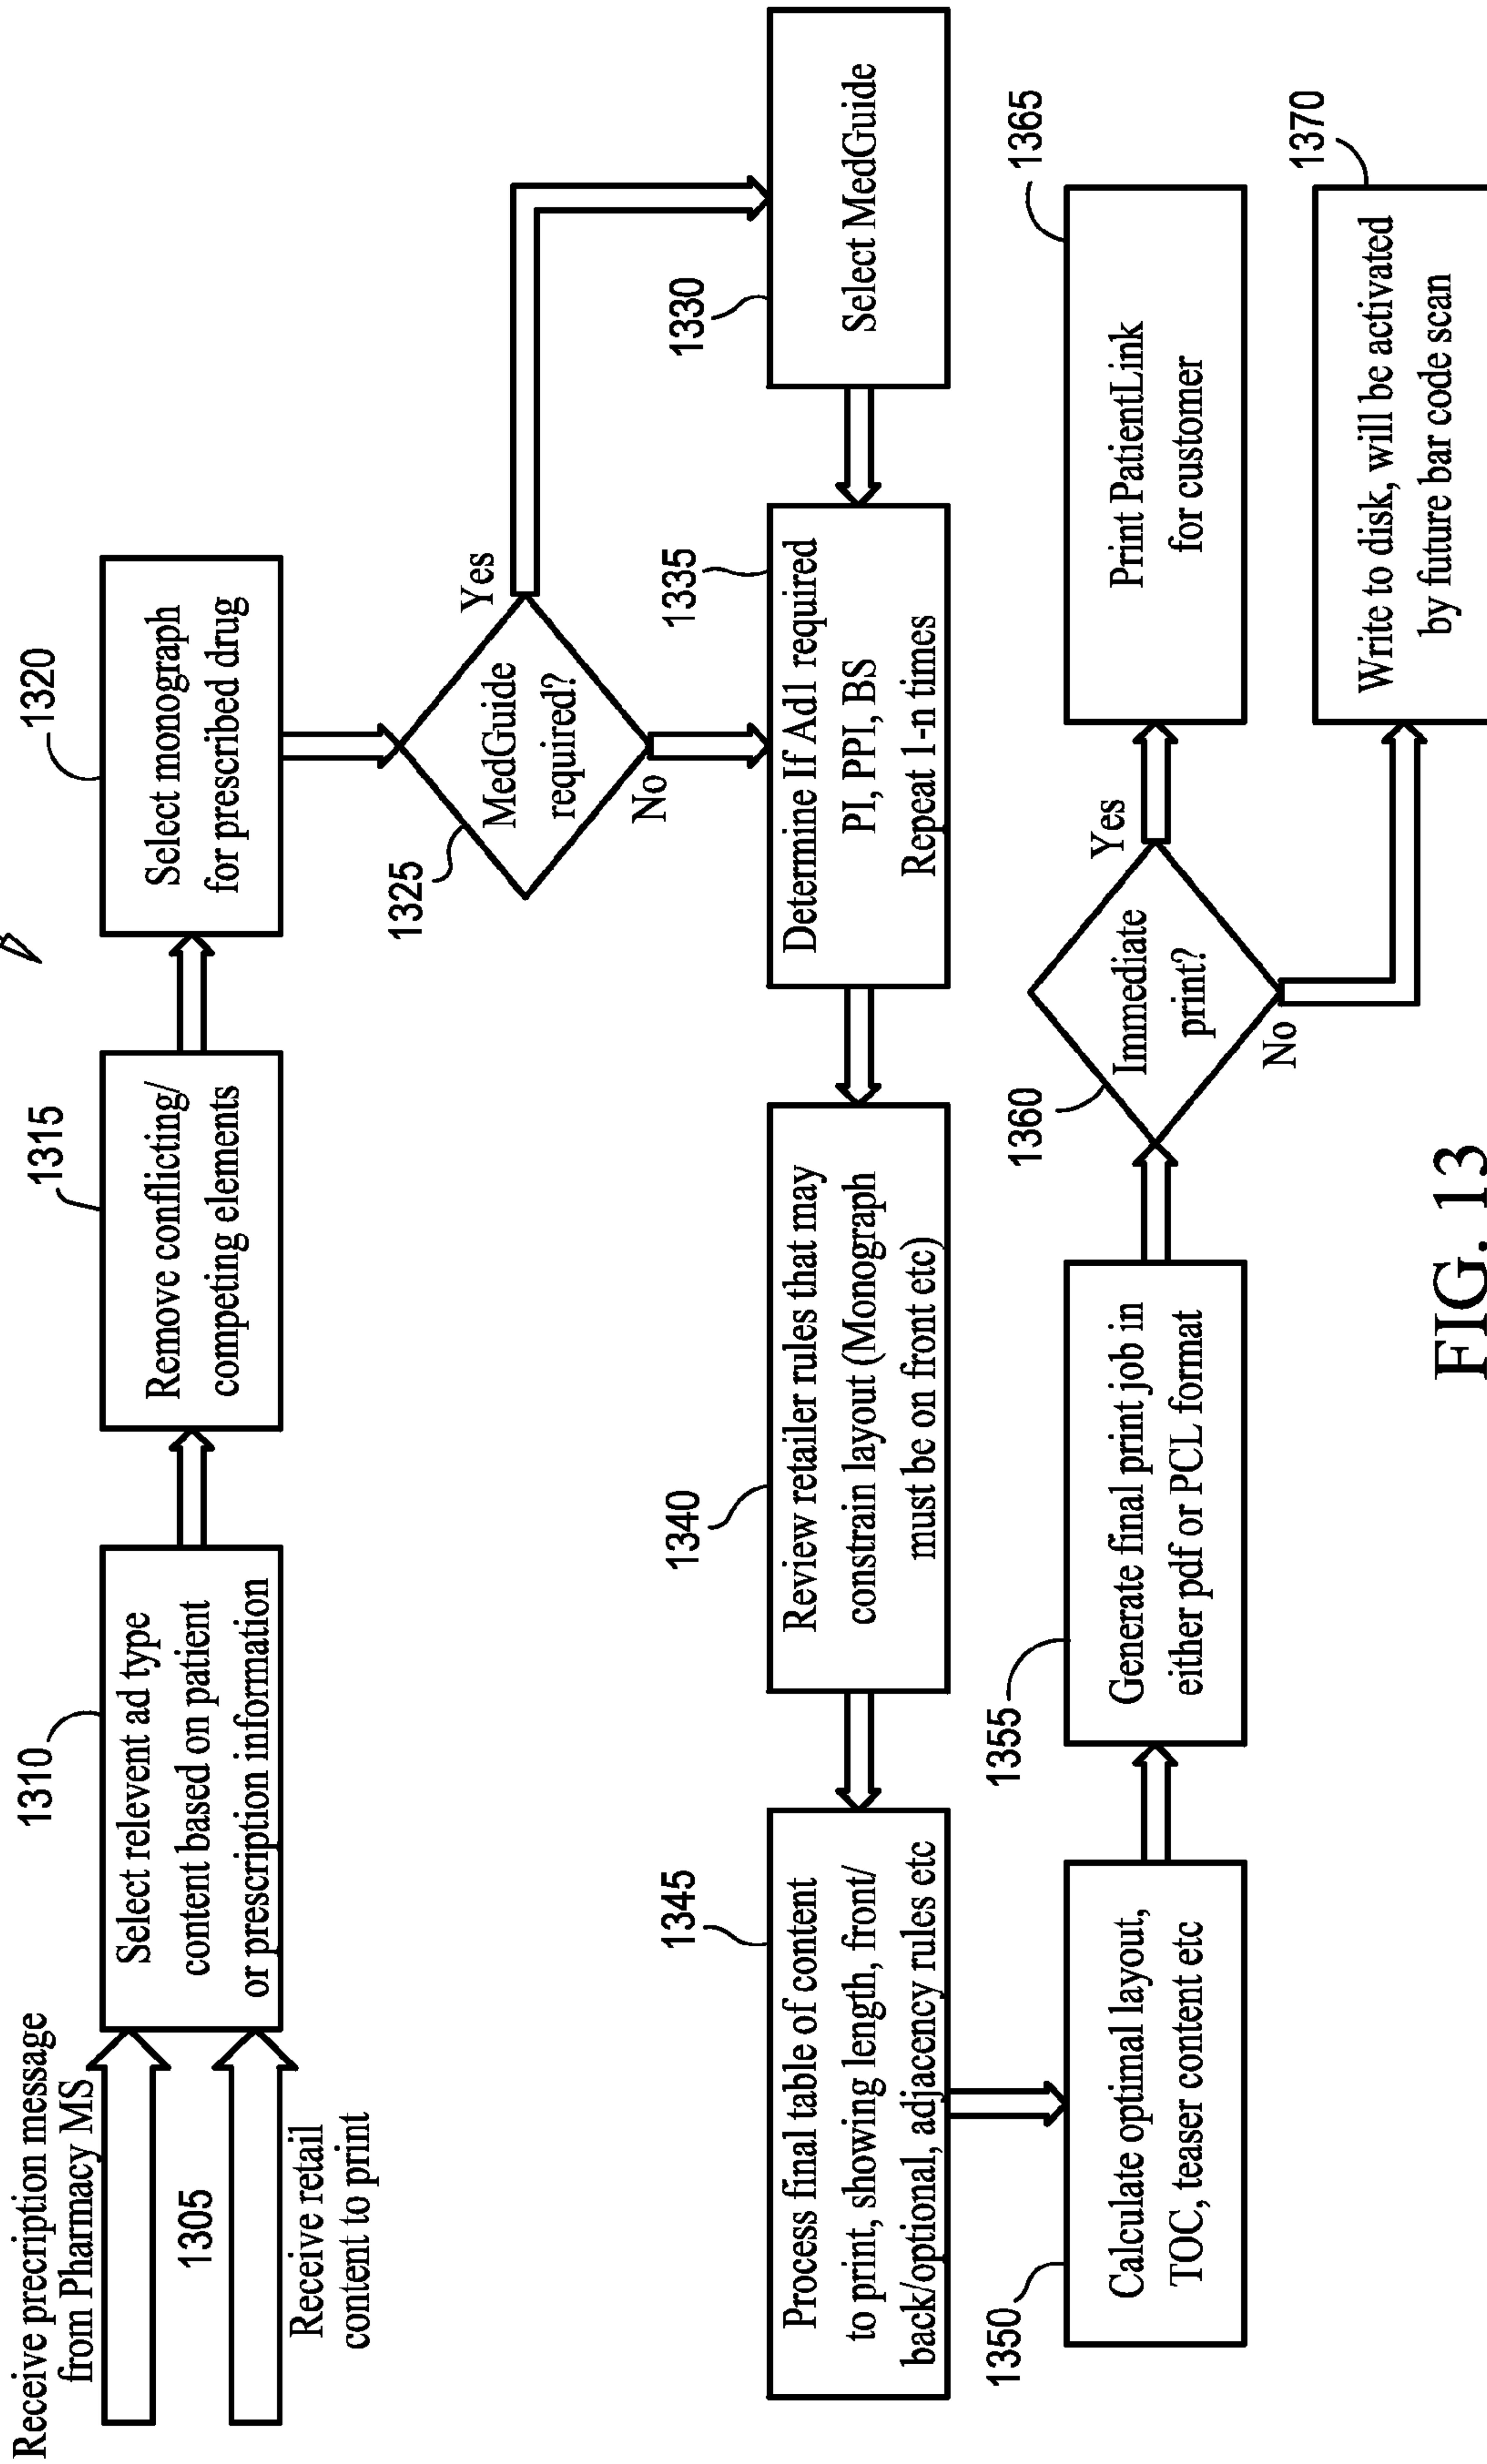 Receive precription message
from Pharmacy MS
1305
Receive retail
content to print
1310
Select relevent ad type
content based on patient
or prescription information
1315
Remove conflicting/
competing elements
1320
Select monograph
for prescribed drug
1325
MedGuide
required?
Yes
No
1330
Select MedGuide
1335
Determine If Ad1 required
PI, PPI, BS
Repeat 1-n times
1340
Review retailer rules that may
constrain layout (Monograph
must be on front etc)
1345
Process final table of content
to print, showing length, front/
back/optional, adjacency rules etc
1350
Calculate optimal layout,
TOC, teaser content etc
1355
Generate final print job in
either pdf or PCL format
1360
Immediate
print?
Yes
No
1365
Print PatientLink
for customer
1370
Write to disk, will be activated
by future bar code scan
FIG. 13